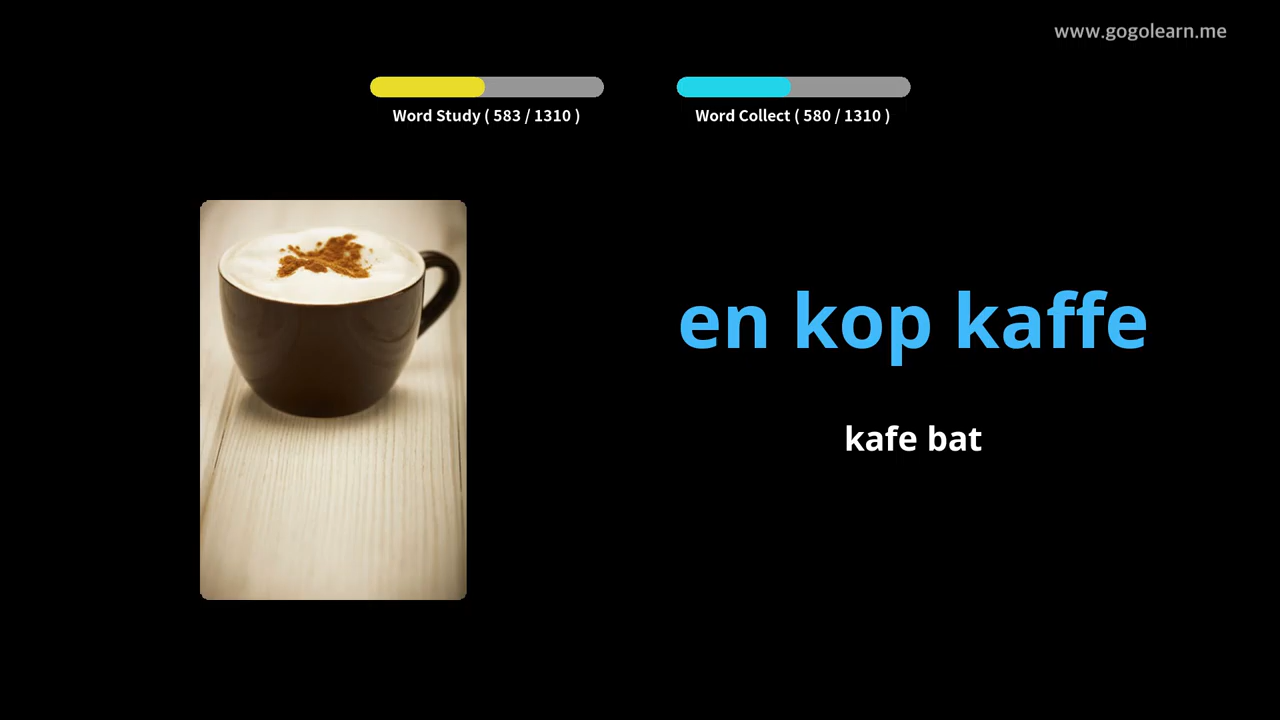 www.gogolearn.me
Word Study ( 583 / 1310 )
Word Collect ( 580 / 1310 )
en kop kaffe
kafe bat